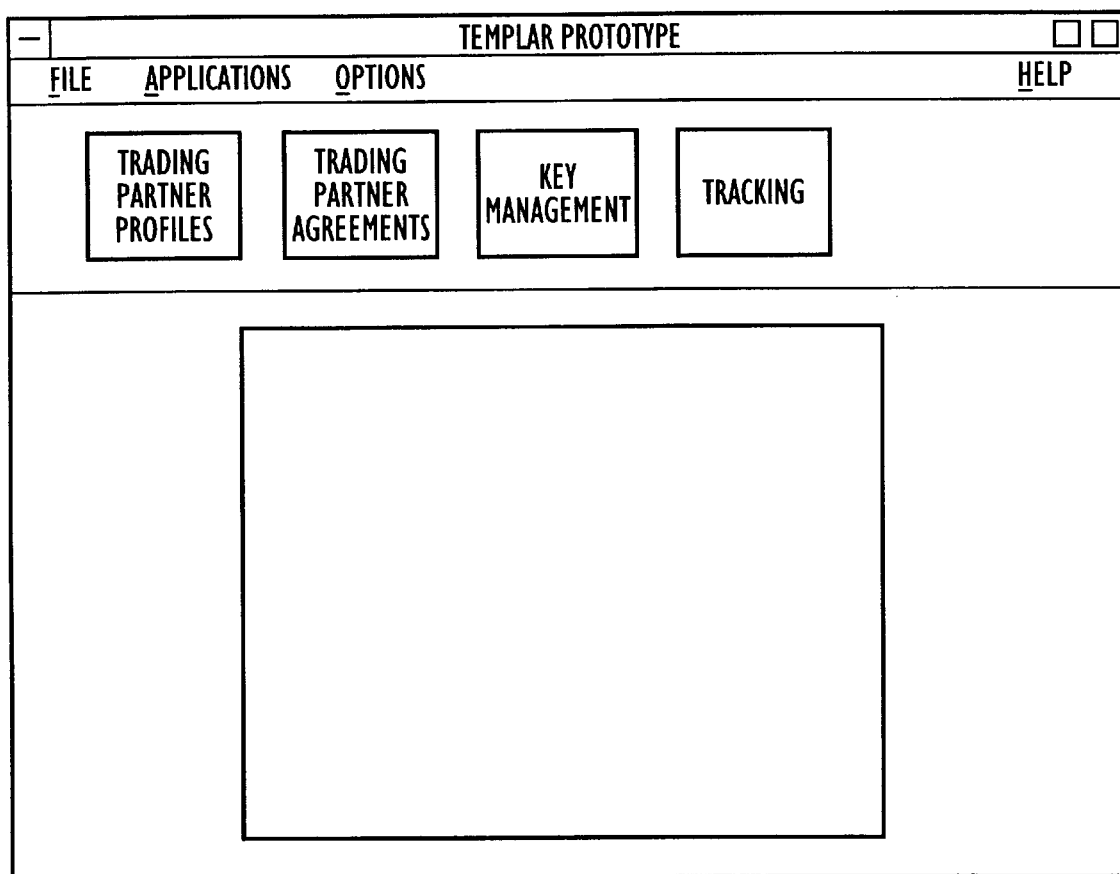 TEMPLAR PROTOTYPE
FILE APPLICATIONS OPTIONS HELP
TRADING
PARTNER
PROFILES
TRADING
PARTNER
AGREEMENTS
KEY
MANAGEMENT
TRACKING